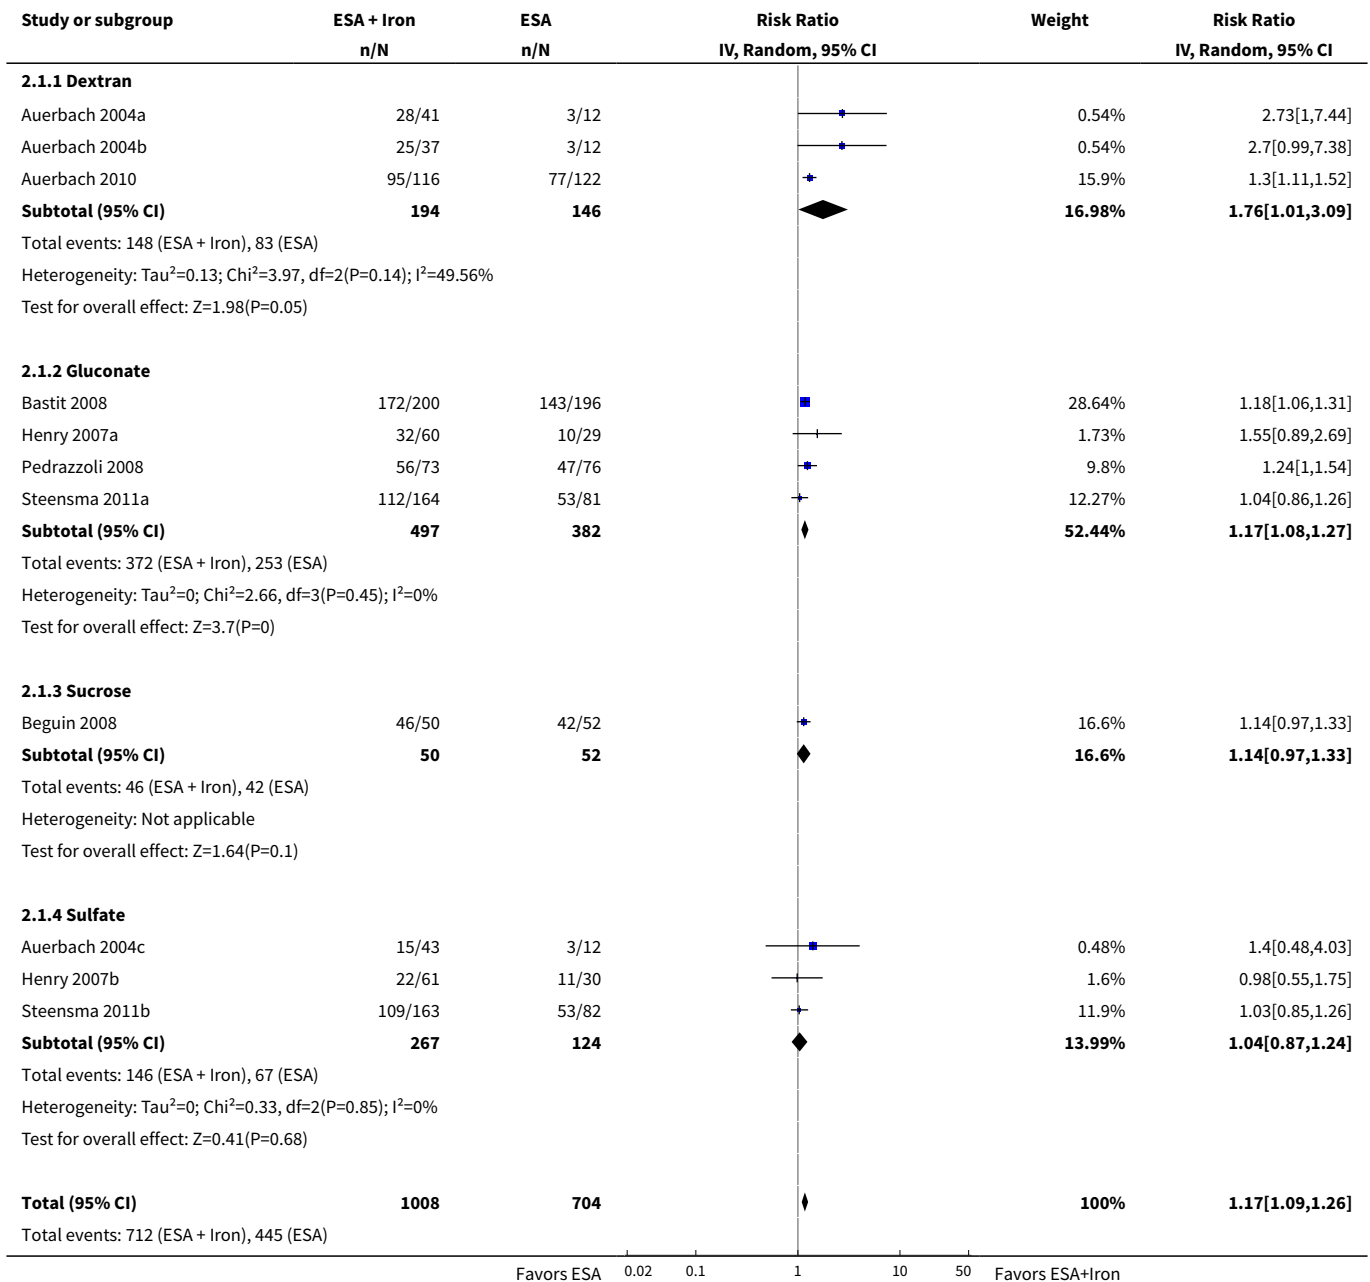 Study or subgroup ESA + Iron ESA Risk Ratio Weight Risk Ratio
n/N n/N IV, Random, 95% CI IV, Random, 95% CI
2.1.1 Dextran
Auerbach 2004a 28/41 3/12 0.54% 2.73[1,7.44]
Auerbach 2004b 25/37 3/12 0.54% 2.7[0.99,7.38]
Auerbach 2010 95/116 77/122 15.9% 1.3[1.11,1.52]
Subtotal (95% CI) 194 146 16.98% 1.76[1.01,3.09]
Total events: 148 (ESA + Iron), 83 (ESA)
Heterogeneity: Tau²=0.13; Chi²=3.97, df=2(P=0.14); I²=49.56%
Test for overall effect: Z=1.98(P=0.05)
2.1.2 Gluconate
Bastit 2008 172/200 143/196 28.64% 1.18[1.06,1.31]
Henry 2007a 32/60 10/29 1.73% 1.55[0.89,2.69]
Pedrazzoli 2008 56/73 47/76 9.8% 1.24[1,1.54]
Steensma 2011a 112/164 53/81 12.27% 1.04[0.86,1.26]
Subtotal (95% CI) 497 382 52.44% 1.17[1.08,1.27]
Total events: 372 (ESA + Iron), 253 (ESA)
Heterogeneity: Tau²=0; Chi²=2.66, df=3(P=0.45); I²=0%
Test for overall effect: Z=3.7(P=0)
2.1.3 Sucrose
Beguin 2008 46/50 42/52 16.6% 1.14[0.97,1.33]
Subtotal (95% CI) 50 52 16.6% 1.14[0.97,1.33]
Total events: 46 (ESA + Iron), 42 (ESA)
Heterogeneity: Not applicable
Test for overall effect: Z=1.64(P=0.1)
2.1.4 Sulfate
Auerbach 2004c 15/43 3/12 0.48% 1.4[0.48,4.03]
Henry 2007b 22/61 11/30 1.6% 0.98[0.55,1.75]
Steensma 2011b 109/163 53/82 11.9% 1.03[0.85,1.26]
Subtotal (95% CI) 267 124 13.99% 1.04[0.87,1.24]
Total events: 146 (ESA + Iron), 67 (ESA)
Heterogeneity: Tau²=0; Chi²=0.33, df=2(P=0.85); I²=0%
Test for overall effect: Z=0.41(P=0.68)
Total (95% CI) 1008 704 100% 1.17[1.09,1.26]
Total events: 712 (ESA + Iron), 445 (ESA)
Favors ESA 0.02 0.1 1 10 50 Favors ESA+Iron